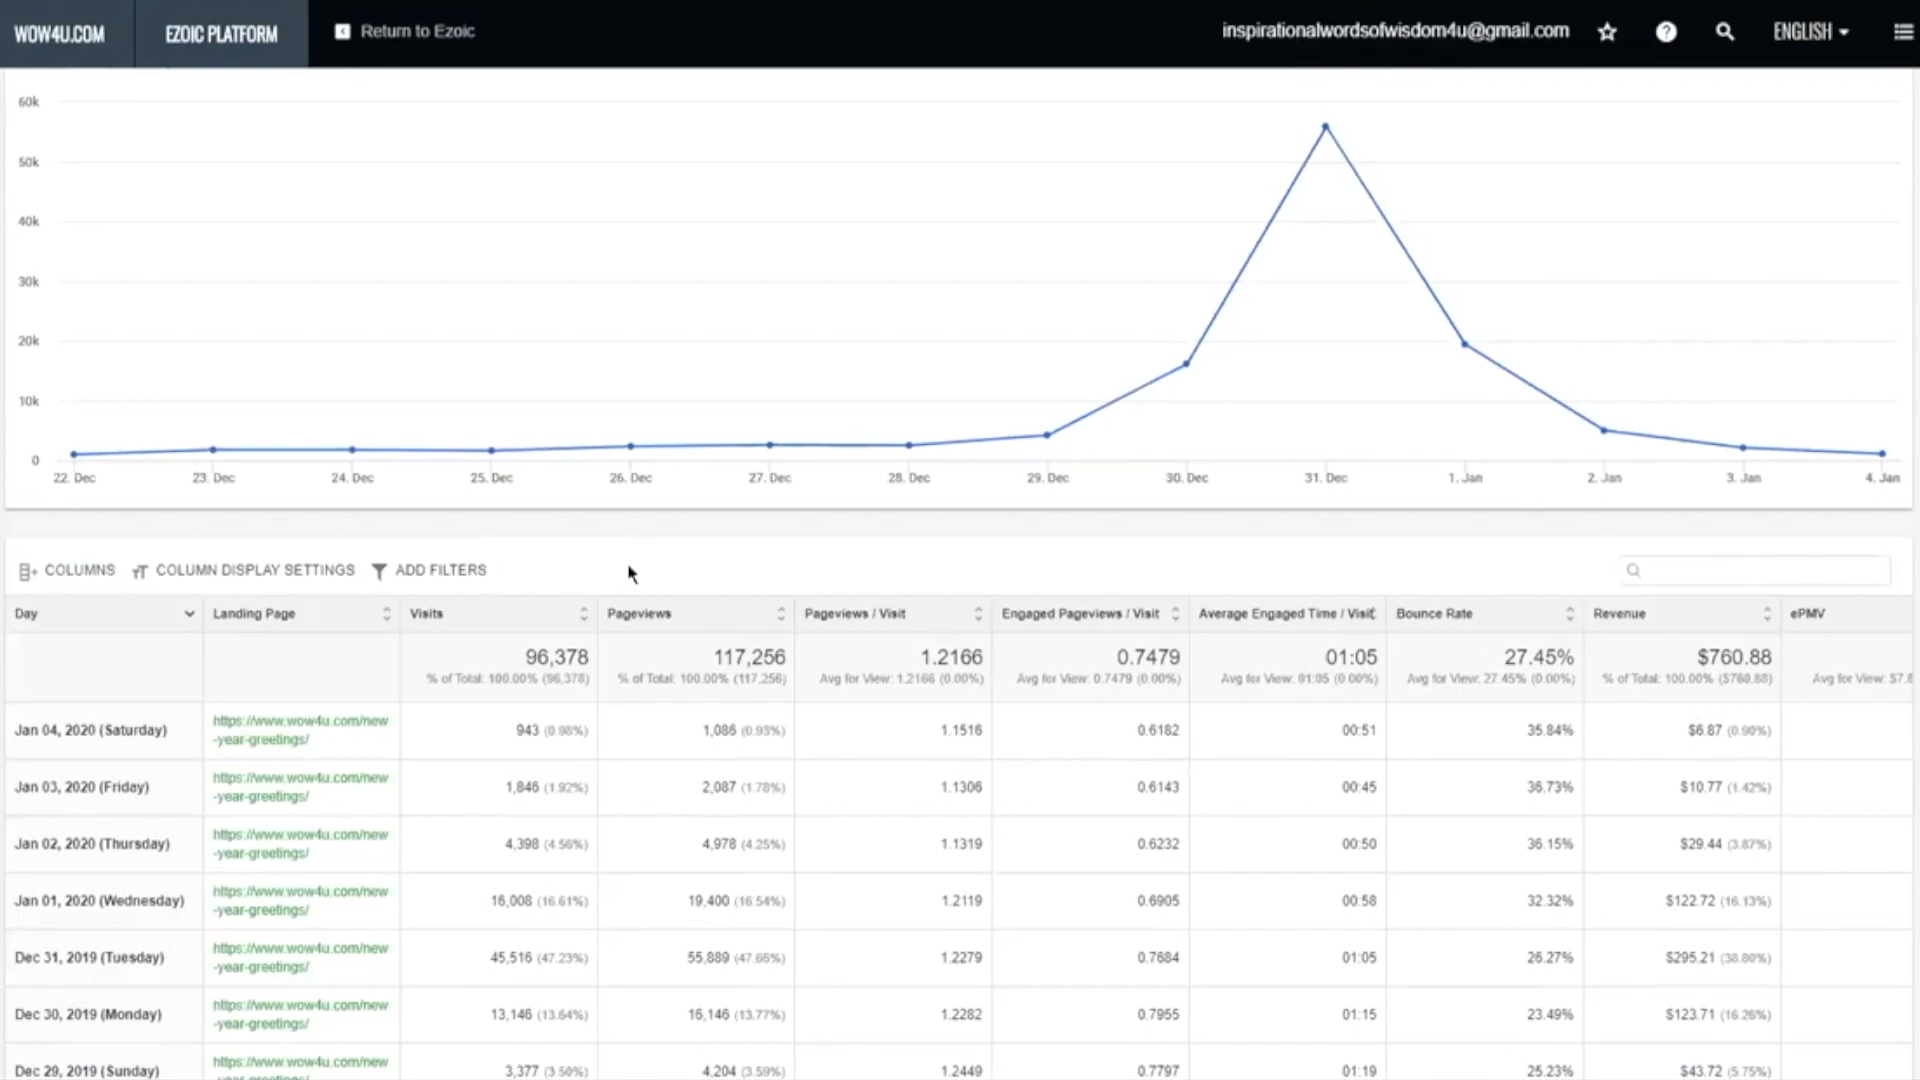 WOW4U.COM
EZOIC PLATFORM
Return to Ezoic
inspirationalwordsofwisdom4u@gmail.com
?
ENGLISH
60k
50k
40k
30k
20k
10k
0
22. Dec 23. Dec 24. Dec 25. Dec 26. Dec 27. Dec 28. Dec 29. Dec 30. Dec 31. Dec 1. Jan 2. Jan 3. Jan 4. Jan
COLUMNS COLUMN DISPLAY SETTINGS ADD FILTERS
Day Landing Page Visits Pageviews Pageviews / Visit Engaged Pageviews / Visit Average Engaged Time / Visit Bounce Rate Revenue ePMV
96,378 117,256 1.2166 0.7479 01:05 27.45% $760.88
% of Total: 100.00% (96,378) % of Total: 100.00% (117,256) Avg for View: 1.2166 (0.00%) Avg for View: 0.7479 (0.00%) Avg for View: 01:05 (0.00%) Avg for View: 27.45% (0.00%) % of Total: 100.00% ($760.88) Avg for View: $7.8
Jan 04, 2020 (Saturday) https://www.wow4u.com/new
-year-greetings/ 943 (0.98%) 1,086 (0.93%) 1.1516 0.6182 00:51 35.84% $6.87 (0.90%)
Jan 03, 2020 (Friday) https://www.wow4u.com/new
-year-greetings/ 1,846 (1.92%) 2,087 (1.78%) 1.1306 0.6143 00:45 36.73% $10.77 (1.42%)
Jan 02, 2020 (Thursday) https://www.wow4u.com/new
-year-greetings/ 4,398 (4.56%) 4,978 (4.25%) 1.1319 0.6232 00:50 36.15% $29.44 (3.87%)
Jan 01, 2020 (Wednesday) https://www.wow4u.com/new
-year-greetings/ 16,008 (16.61%) 19,400 (16.54%) 1.2119 0.6905 00:58 32.32% $122.72 (16.13%)
Dec 31, 2019 (Tuesday) https://www.wow4u.com/new
-year-greetings/ 45,516 (47.23%) 55,889 (47.66%) 1.2279 0.7684 01:05 26.27% $295.21 (38.80%)
Dec 30, 2019 (Monday) https://www.wow4u.com/new
-year-greetings/ 13,146 (13.64%) 16,146 (13.77%) 1.2282 0.7955 01:15 23.49% $123.71 (16.26%)
Dec 29, 2019 (Sunday) https://www.wow4u.com/new
3,377 (3.50%) 4,204 (3.59%) 1.2449 0.7797 01:19 25.23% $43.72 (5.75%)